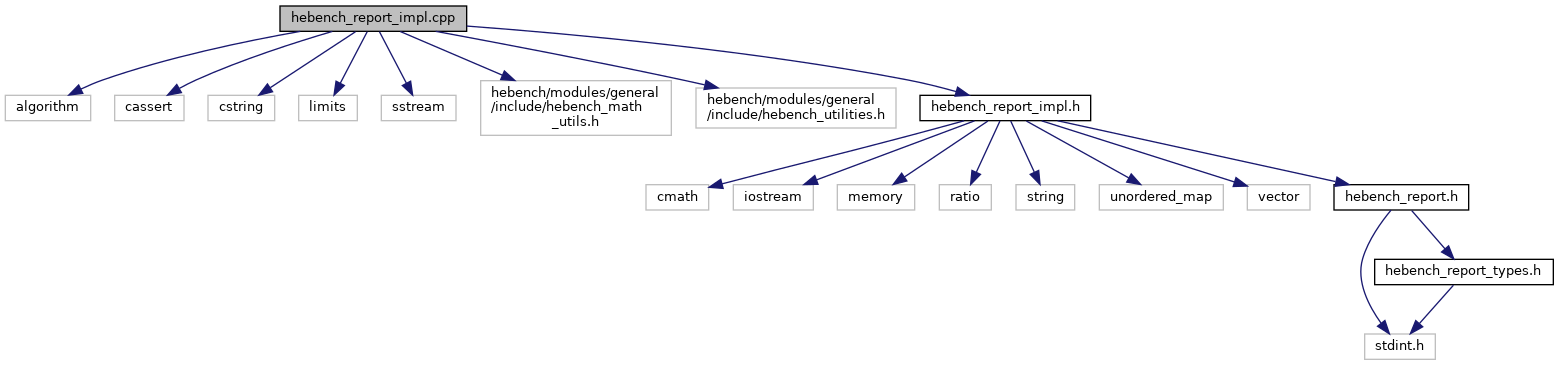 hebench_report_impl.cpp
algorithm
cassert
cstring
limits
sstream
hebench/modules/general
/include/hebench_math
_utils.h
hebench/modules/general
/include/hebench_utilities.h
hebench_report_impl.h
cmath
iostream
memory
ratio
string
unordered_map
vector
hebench_report.h
hebench_report_types.h
stdint.h